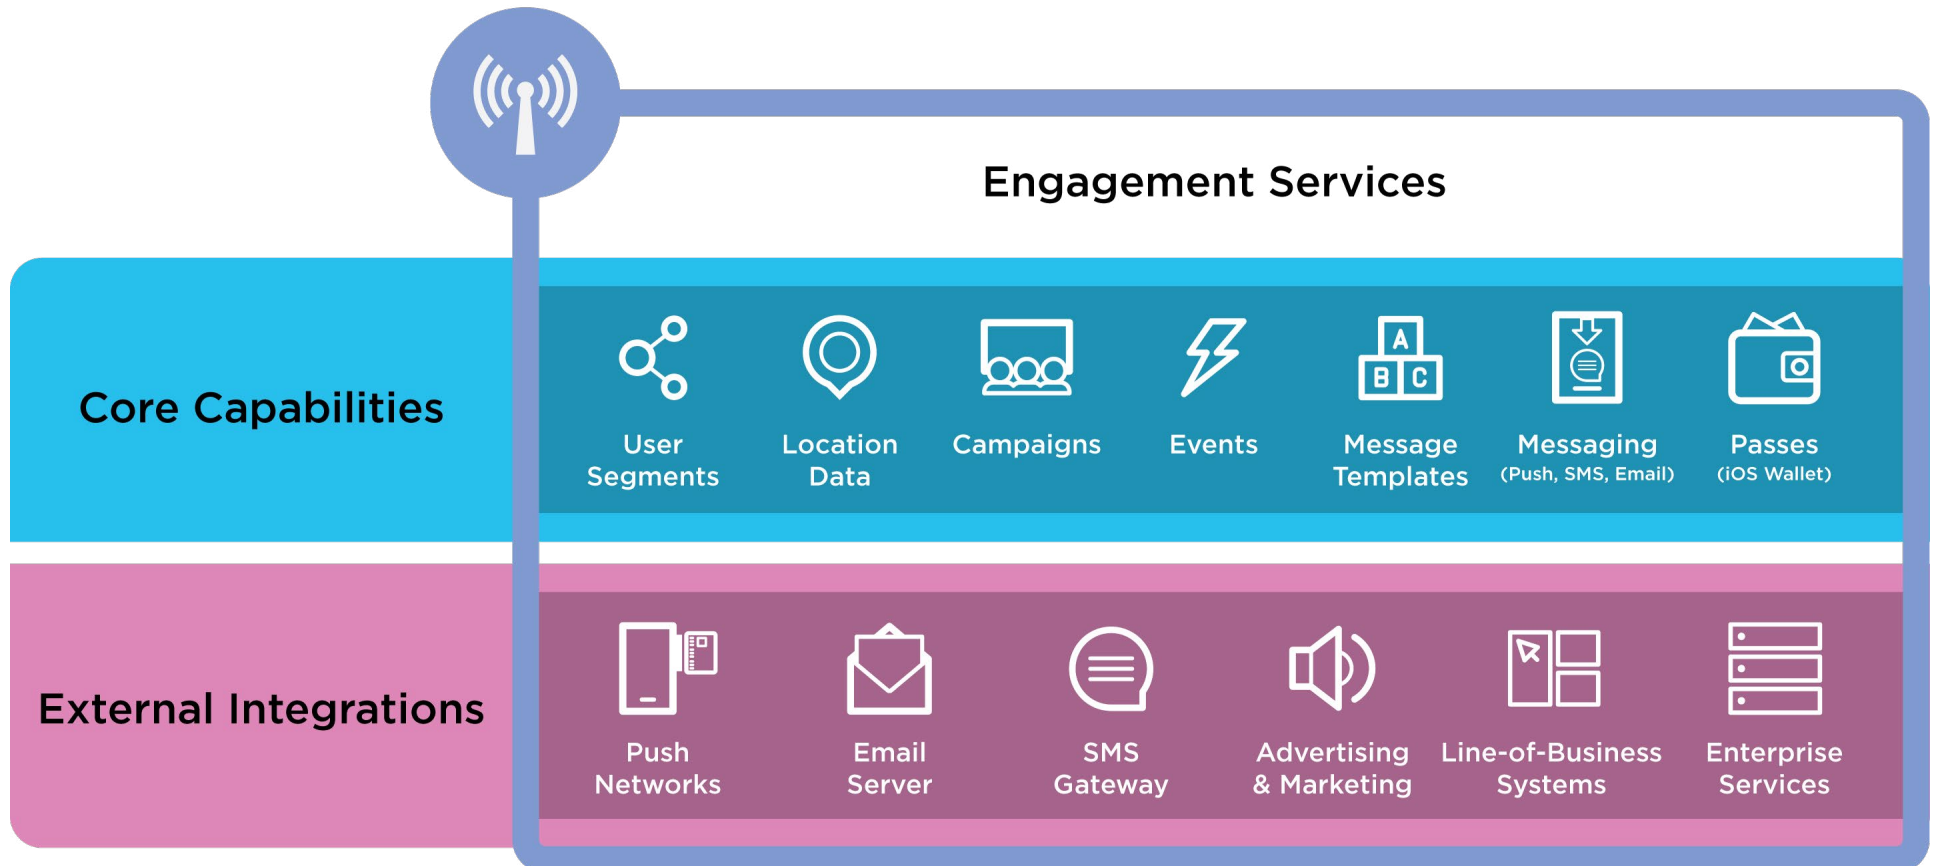 Engagement Services
Core Capabilities
A
B C
User
Segments
Location
Data
Campaigns
Events
Message
Templates
Messaging
(Push, SMS, Email)
Passes
(iOS Wallet)
External Integrations
Push
Networks
Email
Server
SMS
Gateway
Advertising
& Marketing
Line-of-Business
Systems
Enterprise
Services